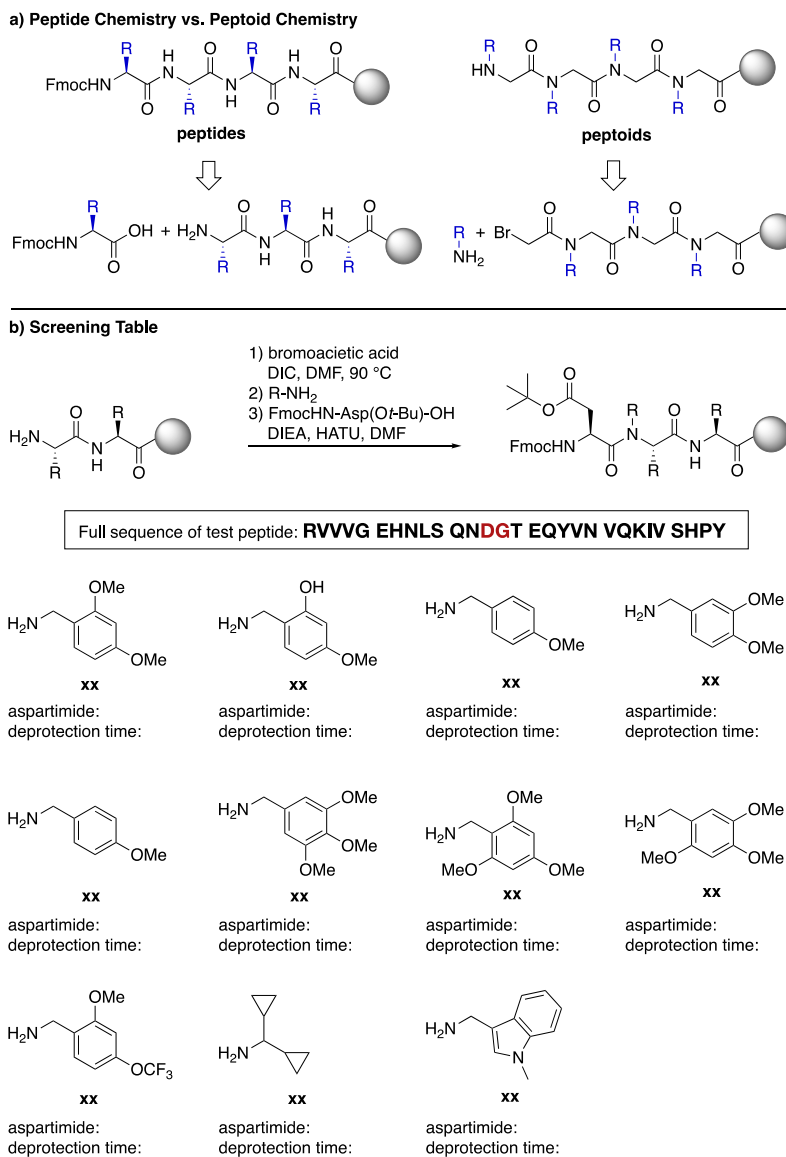 a) Peptide Chemistry vs. Peptoid Chemistry
FmocHN
R
O
H
N
R
O
N
H
R
O
H
N
R
O
peptides
R
HN
O
N
R
O
R
N
O
N
R
O
peptoids
FmocHN
R
OH
O
+
H2N
O
R
N
H
R
O
H
N
R
O
R
NH2
+
Br
O
N
R
O
R
N
O
N
R
O
b) Screening Table
H2N
R
O
N
H
R
O
1) bromoacietic acid
DIC, DMF, 90 °C
2) R-NH2
3) FmocHN-Asp(Ot-Bu)-OH
DIEA, HATU, DMF
O
O
FmocHN
O
R
N
R
O
N
H
R
O
Full sequence of test peptide: RVVVG EHNLS QNDGT EQYVN VQKIV SHPY
H2N
OMe
OMe
xx
aspartimide:
deprotection time:
H2N
OH
OMe
xx
aspartimide:
deprotection time:
H2N
OMe
xx
aspartimide:
deprotection time:
H2N
OMe
OMe
xx
aspartimide:
deprotection time:
H2N
OMe
xx
aspartimide:
deprotection time:
H2N
OMe
OMe
OMe
xx
aspartimide:
deprotection time:
H2N
OMe
MeO
OMe
xx
aspartimide:
deprotection time:
H2N
OMe
MeO
OMe
xx
aspartimide:
deprotection time:
H2N
OMe
OCF3
xx
aspartimide:
deprotection time:
H2N
xx
aspartimide:
deprotection time:
H2N
N
xx
aspartimide:
deprotection time: